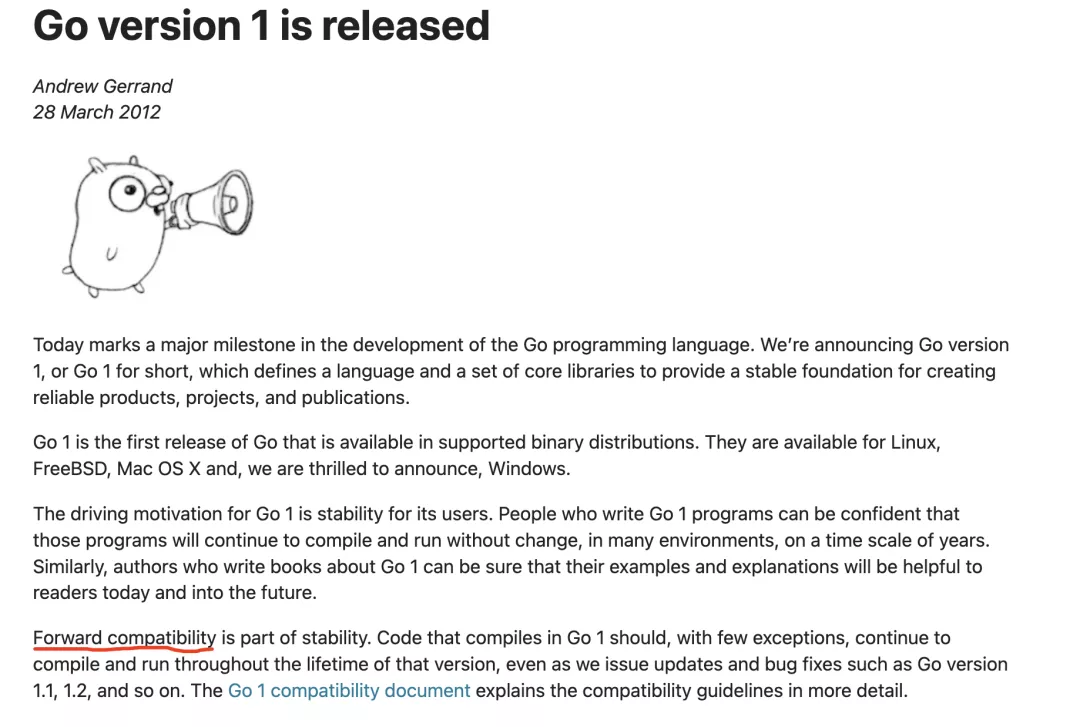 Go version 1 is released
Andrew Gerrand
28 March 2012
Today marks a major milestone in the development of the Go programming language. We’re announcing Go version
1, or Go 1 for short, which defines a language and a set of core libraries to provide a stable foundation for creating
reliable products, projects, and publications.
Go 1 is the first release of Go that is available in supported binary distributions. They are available for Linux,
FreeBSD, Mac OS X and, we are thrilled to announce, Windows.
The driving motivation for Go 1 is stability for its users. People who write Go 1 programs can be confident that
those programs will continue to compile and run without change, in many environments, on a time scale of years.
Similarly, authors who write books about Go 1 can be sure that their examples and explanations will be helpful to
readers today and into the future.
Forward compatibility is part of stability. Code that compiles in Go 1 should, with few exceptions, continue to
compile and run throughout the lifetime of that version, even as we issue updates and bug fixes such as Go version
1.1, 1.2, and so on. The Go 1 compatibility document explains the compatibility guidelines in more detail.